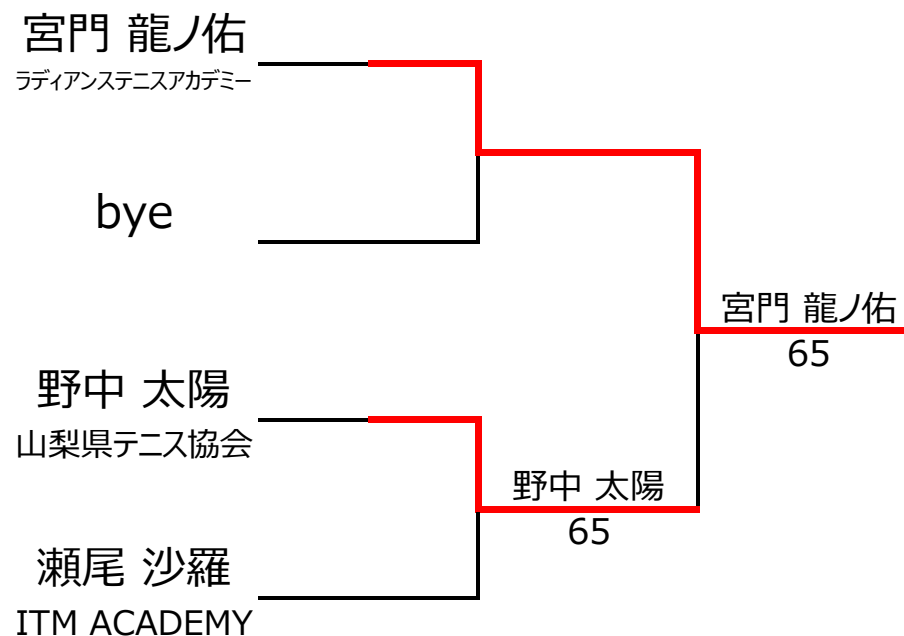 宮門 龍ノ佑
ラディアンステニスアカデミー
bye
宮門 龍ノ佑
65
野中 太陽
山梨県テニス協会
野中 太陽
65
瀬尾 沙羅
ITM ACADEMY